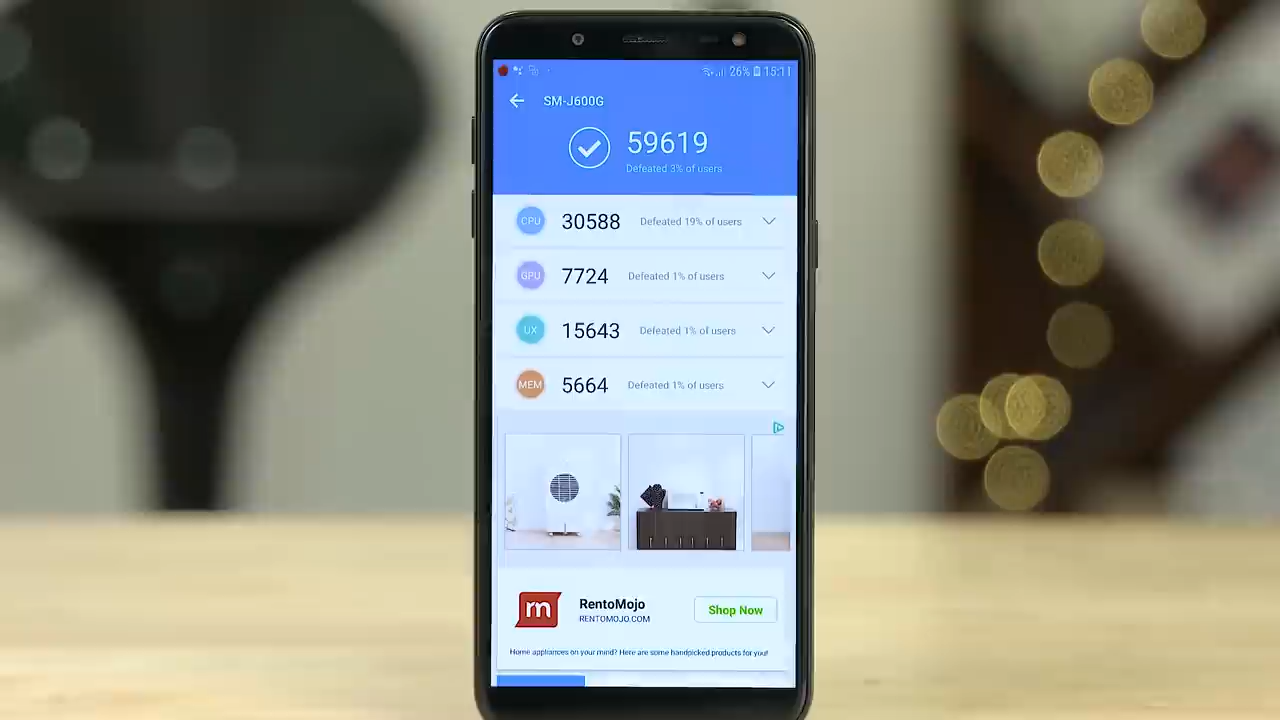 26% 15:11
SM-J600G
59619
Defeated 3% of users
CPU 30588 Defeated 19% of users
GPU 7724 Defeated 1% of users
UX 15643 Defeated 1% of users
MEM 5664 Defeated 1% of users
rm
RentoMojo
RENTOMOJO.COM
Shop Now
Home appliances on your mind? Here are some handpicked products for you!